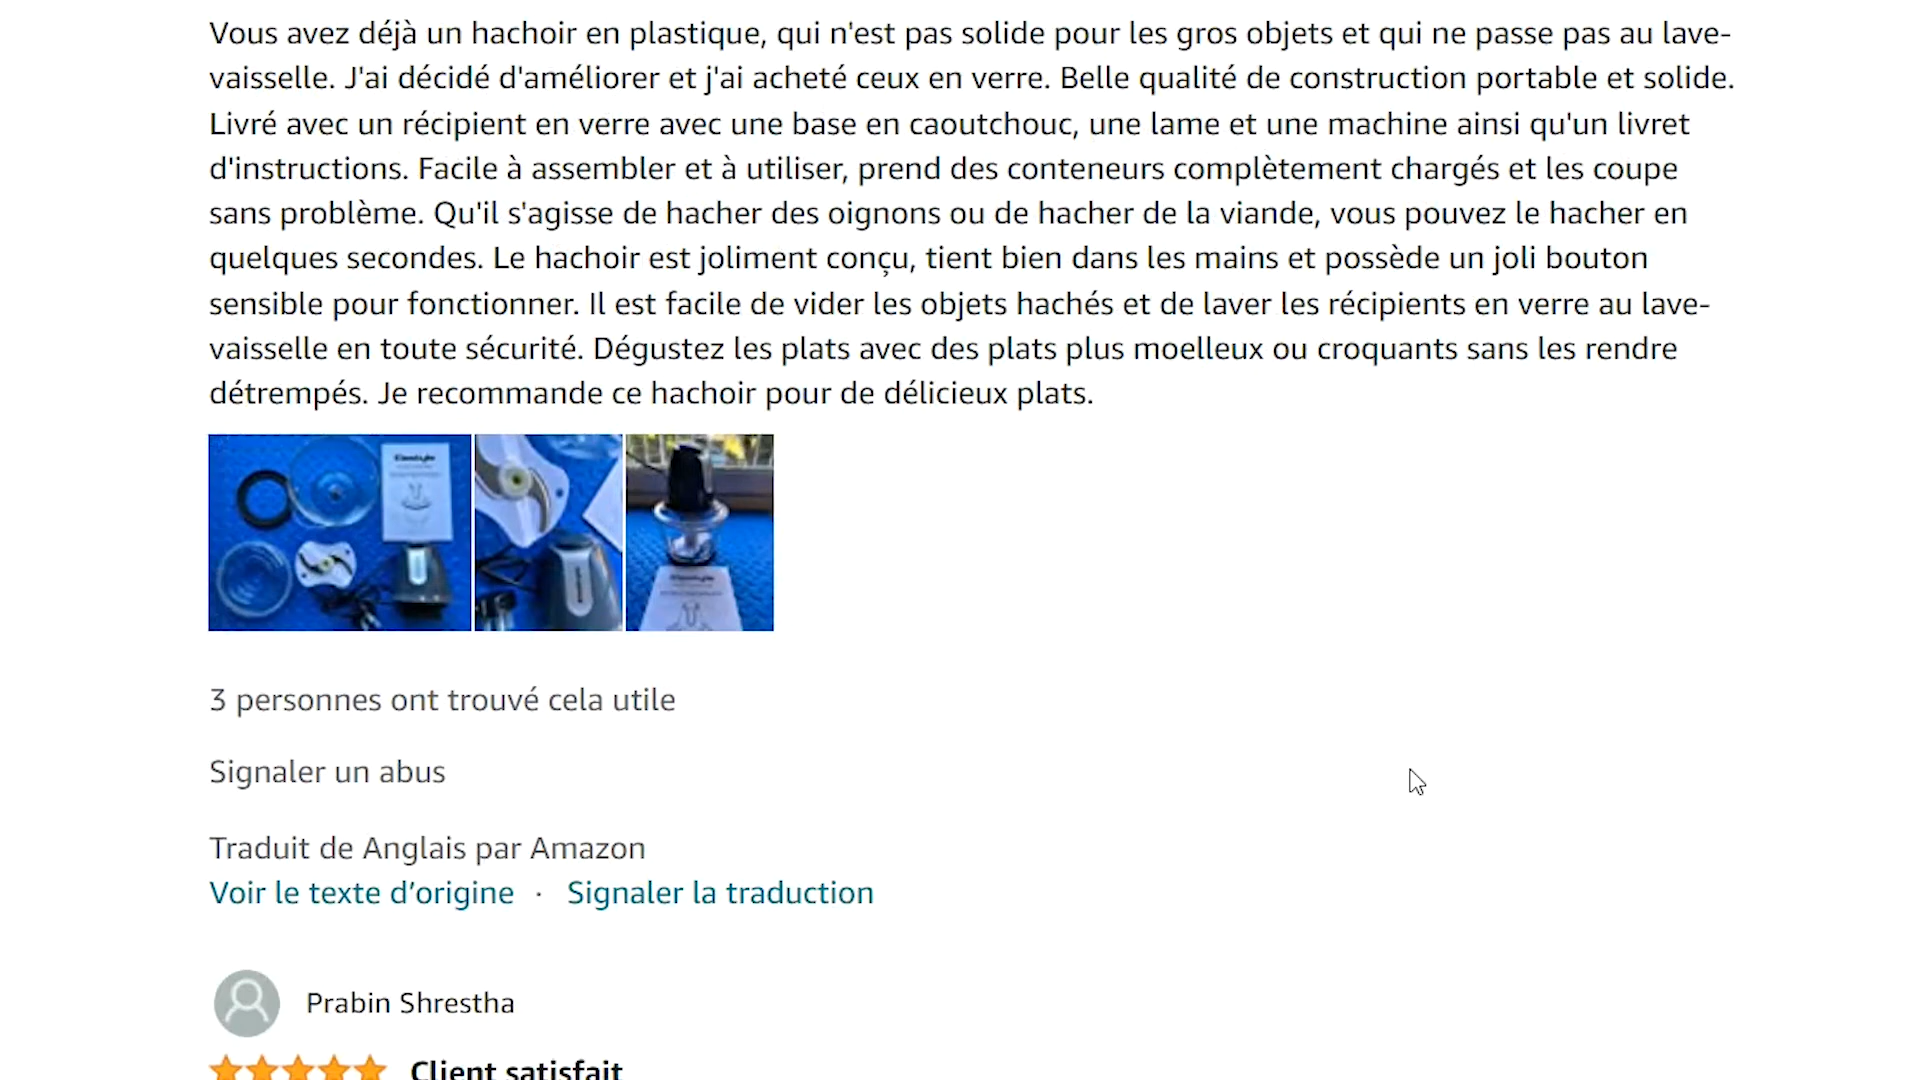 Vous avez déjà un hachoir en plastique, qui n'est pas solide pour les gros objets et qui ne passe pas au lave-
vaisselle. J'ai décidé d'améliorer et j'ai acheté ceux en verre. Belle qualité de construction portable et solide.
Livré avec un récipient en verre avec une base en caoutchouc, une lame et une machine ainsi qu'un livret
d'instructions. Facile à assembler et à utiliser, prend des conteneurs complètement chargés et les coupe
sans problème. Qu'il s'agisse de hacher des oignons ou de hacher de la viande, vous pouvez le hacher en
quelques secondes. Le hachoir est joliment conçu, tient bien dans les mains et possède un joli bouton
sensible pour fonctionner. Il est facile de vider les objets hachés et de laver les récipients en verre au lave-
vaisselle en toute sécurité. Dégustez les plats avec des plats plus moelleux ou croquants sans les rendre
détrempés. Je recommande ce hachoir pour de délicieux plats.
3 personnes ont trouvé cela utile
Signaler un abus
Traduit de Anglais par Amazon
Voir le texte d’origine · Signaler la traduction
Prabin Shrestha
Client satisfait